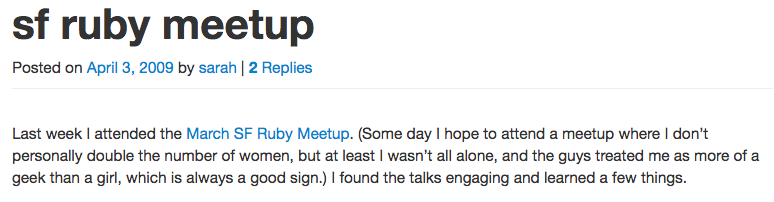 sf ruby meetup
Posted on April 3, 2009 by sarah | 2 Replies
Last week I attended the March SF Ruby Meetup. (Some day I hope to attend a meetup where I don’t
personally double the number of women, but at least I wasn’t all alone, and the guys treated me as more of a
geek than a girl, which is always a good sign.) I found the talks engaging and learned a few things.